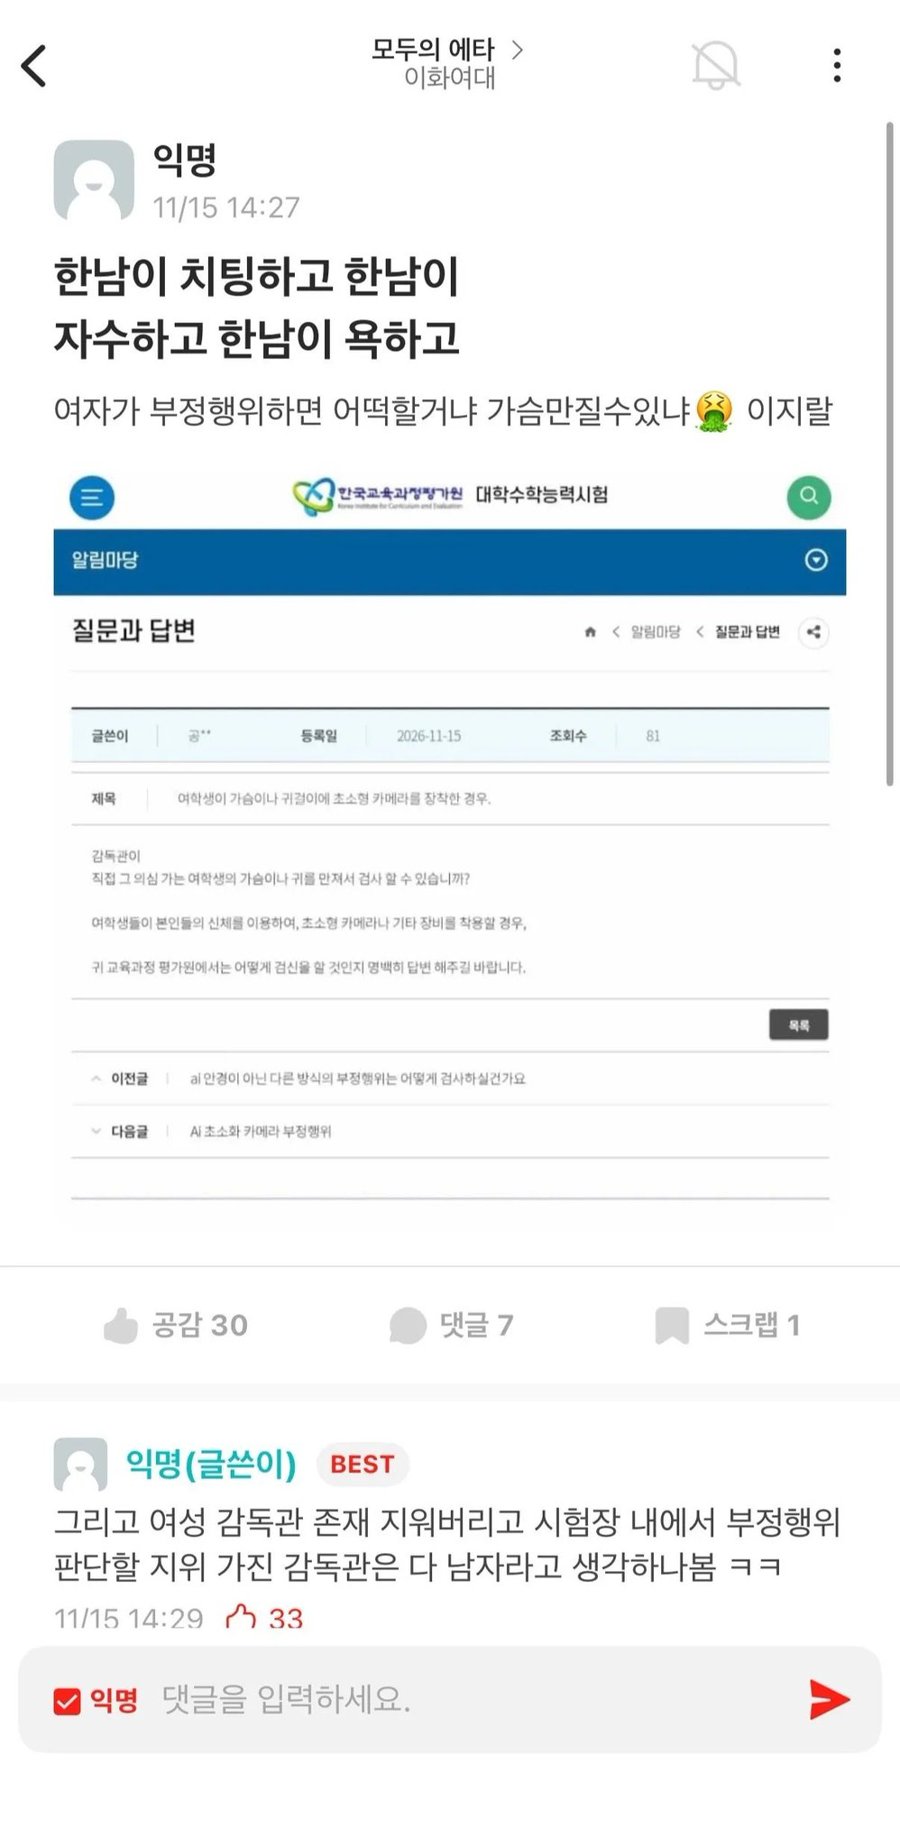 모두의 에타
이화여대
익명
11/15 14:27
한남이 치팅하고 한남이
자수하고 한남이 욕하고
여자가 부정행위하면 어떡할거냐 가슴만질수있냐🤮 이지랄
한국교육과정평가원 대학수학능력시험
Korea Institute for Curriculum and Evaluation
알림마당
질문과 답변
알림마당 질문과 답변
글쓴이 공** 등록일 2026-11-15 조회수 81
제목 여학생이 가슴이나 귀걸이에 초소형 카메라를 장착한 경우.
감독관이
직접 그 의심 가는 여학생의 가슴이나 귀를 만져서 검사 할 수 있습니까?
여학생들이 본인들의 신체를 이용하여, 초소형 카메라나 기타 장비를 착용할 경우,
귀 교육과정 평가원에서는 어떻게 검신을 할 것인지 명백히 답변 해주길 바랍니다.
목록
이전글 ai 안경이 아닌 다른 방식의 부정행위는 어떻게 검사하실건가요
다음글 Ai 초소화 카메라 부정행위
공감 30 댓글 7 스크랩 1
익명(글쓴이) BEST
그리고 여성 감독관 존재 지워버리고 시험장 내에서 부정행위
판단할 지위 가진 감독관은 다 남자라고 생각하나봄 ㅋㅋ
11/15 14:29 33
익명 댓글을 입력하세요.